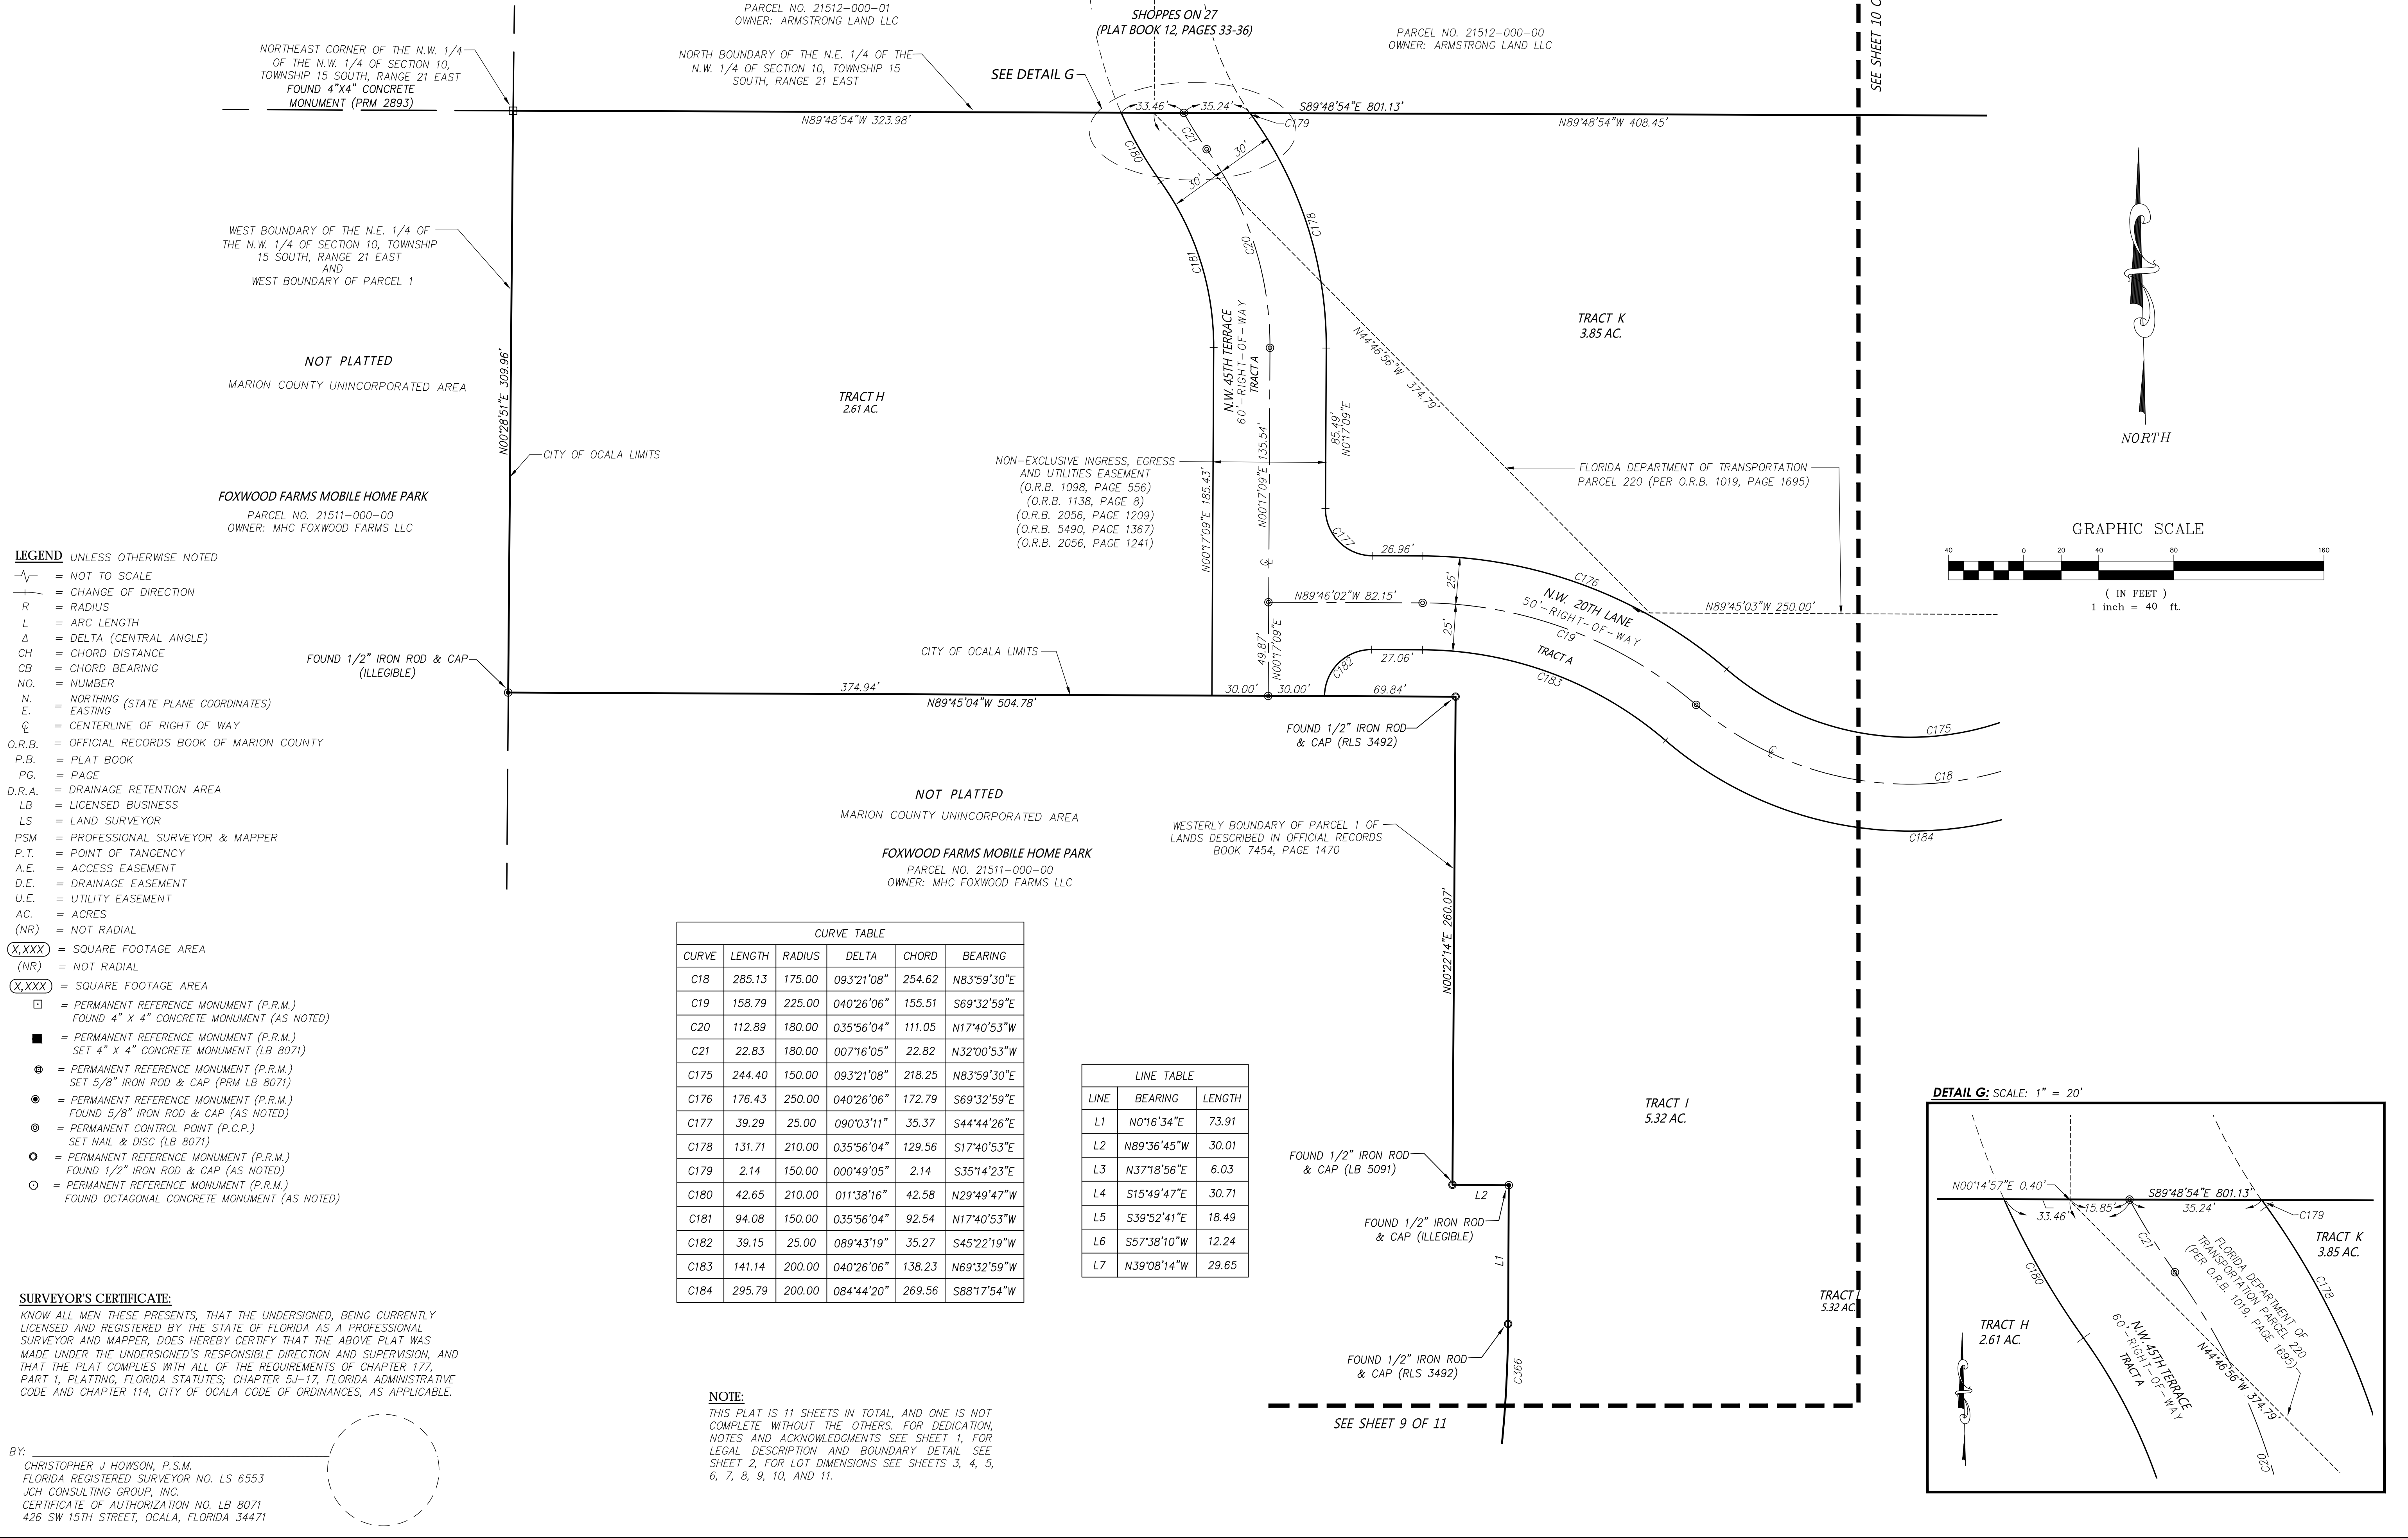 PARCEL NO. 21512-000-01
OWNER: ARMSTRONG LAND LLC
SHOPPES ON 27
(PLAT BOOK 12, PAGES 33-36)
PARCEL NO. 21512-000-00
OWNER: ARMSTRONG LAND LLC
SEE SHEET 10
NORTHEAST CORNER OF THE N.W. 1/4
OF THE N.W. 1/4 OF SECTION 10,
TOWNSHIP 15 SOUTH, RANGE 21 EAST
FOUND 4"X4" CONCRETE
MONUMENT (PRM 2893)
NORTH BOUNDARY OF THE N.E. 1/4 OF THE
N.W. 1/4 OF SECTION 10, TOWNSHIP 15
SOUTH, RANGE 21 EAST
SEE DETAIL G
33.46'
35.24'
S89°48'54"E 801.13'
N89°48'54"W 323.98'
N89°48'54"W 408.45'
C179
C21
C180
30'
30'
C178
C20
C181
WEST BOUNDARY OF THE N.E. 1/4 OF
THE N.W. 1/4 OF SECTION 10, TOWNSHIP
15 SOUTH, RANGE 21 EAST
AND
WEST BOUNDARY OF PARCEL 1
NOT PLATTED
MARION COUNTY UNINCORPORATED AREA
N00°28'51"E 309.96'
TRACT H
2.61 AC.
N.W. 45TH TERRACE
60'-RIGHT-OF-WAY
TRACT A
N44°46'56"W 374.79'
TRACT K
3.85 AC.
NORTH
CITY OF OCALA LIMITS
FOXWOOD FARMS MOBILE HOME PARK
PARCEL NO. 21511-000-00
OWNER: MHC FOXWOOD FARMS LLC
NON-EXCLUSIVE INGRESS, EGRESS
AND UTILITIES EASEMENT
(O.R.B. 1098, PAGE 556)
(O.R.B. 1138, PAGE 8)
(O.R.B. 2056, PAGE 1209)
(O.R.B. 5490, PAGE 1367)
(O.R.B. 2056, PAGE 1241)
N00°17'09"E 185.43'
N00°17'09"E 135.54'
85.49'
N0°17'09"E
FLORIDA DEPARTMENT OF TRANSPORTATION
PARCEL 220 (PER O.R.B. 1019, PAGE 1695)
GRAPHIC SCALE
40 0 20 40 80 160
( IN FEET )
1 inch = 40 ft.
C177
26.96'
C176
25'
25'
N89°46'02"W 82.15'
N.W. 20TH LANE
50'-RIGHT-OF-WAY
C19
TRACT A
N89°45'03"W 250.00'
49.87'
N00°17'09"E
C182
27.06'
C183
CITY OF OCALA LIMITS
374.94'
30.00'
30.00'
69.84'
N89°45'04"W 504.78'
FOUND 1/2" IRON ROD & CAP
(ILLEGIBLE)
FOUND 1/2" IRON ROD
& CAP (RLS 3492)
C175
C18
C184
LEGEND UNLESS OTHERWISE NOTED
= NOT TO SCALE
= CHANGE OF DIRECTION
R = RADIUS
L = ARC LENGTH
Δ = DELTA (CENTRAL ANGLE)
CH = CHORD DISTANCE
CB = CHORD BEARING
NO. = NUMBER
N. NORTHING
E. = EASTING (STATE PLANE COORDINATES)
℄ = CENTERLINE OF RIGHT OF WAY
O.R.B. = OFFICIAL RECORDS BOOK OF MARION COUNTY
P.B. = PLAT BOOK
PG. = PAGE
D.R.A. = DRAINAGE RETENTION AREA
LB = LICENSED BUSINESS
LS = LAND SURVEYOR
PSM = PROFESSIONAL SURVEYOR & MAPPER
P.T. = POINT OF TANGENCY
A.E. = ACCESS EASEMENT
D.E. = DRAINAGE EASEMENT
U.E. = UTILITY EASEMENT
AC. = ACRES
(NR) = NOT RADIAL
X,XXX = SQUARE FOOTAGE AREA
(NR) = NOT RADIAL
X,XXX = SQUARE FOOTAGE AREA
= PERMANENT REFERENCE MONUMENT (P.R.M.)
FOUND 4" X 4" CONCRETE MONUMENT (AS NOTED)
= PERMANENT REFERENCE MONUMENT (P.R.M.)
SET 4" X 4" CONCRETE MONUMENT (LB 8071)
= PERMANENT REFERENCE MONUMENT (P.R.M.)
SET 5/8" IRON ROD & CAP (PRM LB 8071)
= PERMANENT REFERENCE MONUMENT (P.R.M.)
FOUND 5/8" IRON ROD & CAP (AS NOTED)
= PERMANENT CONTROL POINT (P.C.P.)
SET NAIL & DISC (LB 8071)
= PERMANENT REFERENCE MONUMENT (P.R.M.)
FOUND 1/2" IRON ROD & CAP (AS NOTED)
= PERMANENT REFERENCE MONUMENT (P.R.M.)
FOUND OCTAGONAL CONCRETE MONUMENT (AS NOTED)
NOT PLATTED
MARION COUNTY UNINCORPORATED AREA
FOXWOOD FARMS MOBILE HOME PARK
PARCEL NO. 21511-000-00
OWNER: MHC FOXWOOD FARMS LLC
WESTERLY BOUNDARY OF PARCEL 1 OF
LANDS DESCRIBED IN OFFICIAL RECORDS
BOOK 7454, PAGE 1470
N00°22'14"E 260.07'
CURVE TABLE
CURVE LENGTH RADIUS DELTA CHORD BEARING
C18 285.13 175.00 093°21'08" 254.62 N83°59'30"E
C19 158.79 225.00 040°26'06" 155.51 S69°32'59"E
C20 112.89 180.00 035°56'04" 111.05 N17°40'53"W
C21 22.83 180.00 007°16'05" 22.82 N32°00'53"W
C175 244.40 150.00 093°21'08" 218.25 N83°59'30"E
C176 176.43 250.00 040°26'06" 172.79 S69°32'59"E
C177 39.29 25.00 090°03'11" 35.37 S44°44'26"E
C178 131.71 210.00 035°56'04" 129.56 S17°40'53"E
C179 2.14 150.00 000°49'05" 2.14 S35°14'23"E
C180 42.65 210.00 011°38'16" 42.58 N29°49'47"W
C181 94.08 150.00 035°56'04" 92.54 N17°40'53"W
C182 39.15 25.00 089°43'19" 35.27 S45°22'19"W
C183 141.14 200.00 040°26'06" 138.23 N69°32'59"W
C184 295.79 200.00 084°44'20" 269.56 S88°17'54"W
LINE TABLE
LINE BEARING LENGTH
L1 N0°16'34"E 73.91
L2 N89°36'45"W 30.01
L3 N37°18'56"E 6.03
L4 S15°49'47"E 30.71
L5 S39°52'41"E 18.49
L6 S57°38'10"W 12.24
L7 N39°08'14"W 29.65
TRACT I
5.32 AC.
FOUND 1/2" IRON ROD
& CAP (LB 5091)
L2
FOUND 1/2" IRON ROD
& CAP (ILLEGIBLE)
L1
FOUND 1/2" IRON ROD
& CAP (RLS 3492)
C366
TRACT I
5.32 AC.
SEE SHEET 9 OF 11
DETAIL G: SCALE: 1" = 20'
N00°14'57"E 0.40'
33.46'
15.85'
S89°48'54"E 801.13'
35.24'
C179
TRACT K
3.85 AC.
C21
C180
C178
FLORIDA DEPARTMENT OF
TRANSPORTATION PARCEL 220
(PER O.R.B. 1019, PAGE 1695)
TRACT H
2.61 AC.
N.W. 45TH TERRACE
60'-RIGHT-OF-WAY
TRACT A
N44°46'56"W 374.79'
C20
SURVEYOR'S CERTIFICATE:
KNOW ALL MEN THESE PRESENTS, THAT THE UNDERSIGNED, BEING CURRENTLY
LICENSED AND REGISTERED BY THE STATE OF FLORIDA AS A PROFESSIONAL
SURVEYOR AND MAPPER, DOES HEREBY CERTIFY THAT THE ABOVE PLAT WAS
MADE UNDER THE UNDERSIGNED'S RESPONSIBLE DIRECTION AND SUPERVISION, AND
THAT THE PLAT COMPLIES WITH ALL OF THE REQUIREMENTS OF CHAPTER 177,
PART 1, PLATTING, FLORIDA STATUTES; CHAPTER 5J-17, FLORIDA ADMINISTRATIVE
CODE AND CHAPTER 114, CITY OF OCALA CODE OF ORDINANCES, AS APPLICABLE.
BY:
CHRISTOPHER J HOWSON, P.S.M.
FLORIDA REGISTERED SURVEYOR NO. LS 6553
JCH CONSULTING GROUP, INC.
CERTIFICATE OF AUTHORIZATION NO. LB 8071
426 SW 15TH STREET, OCALA, FLORIDA 34471
NOTE:
THIS PLAT IS 11 SHEETS IN TOTAL, AND ONE IS NOT
COMPLETE WITHOUT THE OTHERS. FOR DEDICATION,
NOTES AND ACKNOWLEDGMENTS SEE SHEET 1, FOR
LEGAL DESCRIPTION AND BOUNDARY DETAIL SEE
SHEET 2, FOR LOT DIMENSIONS SEE SHEETS 3, 4, 5,
6, 7, 8, 9, 10, AND 11.